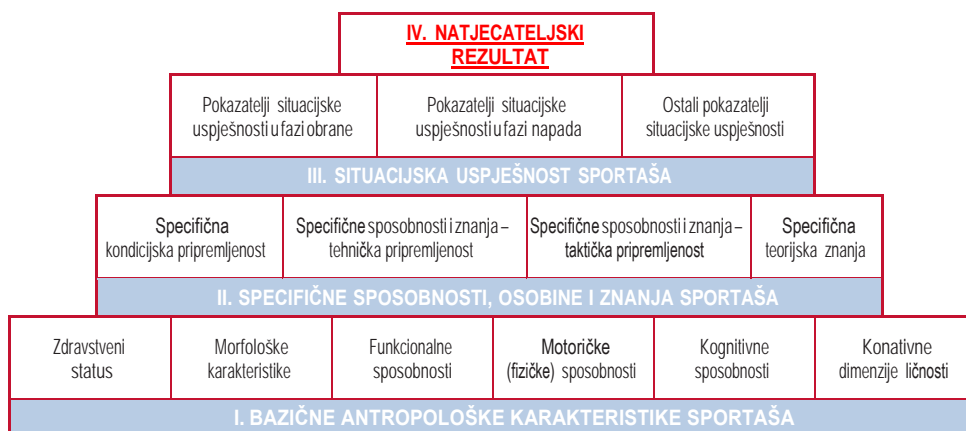 IV. NATJECATELJSKI
REZULTAT
Pokazatelji situacijske
uspješnosti u fazi obrane
Pokazatelji situacijske
uspješnosti u fazi napada
Ostali pokazatelji
situacijske uspješnosti
III. SITUACIJSKA USPJEŠNOST SPORTAŠA
Specifična
kondicijska pripremljenost
Specifične sposobnosti i znanja –
tehnička pripremljenost
Specifične sposobnosti i znanja –
taktička pripremljenost
Specifična
teorijska znanja
II. SPECIFIČNE SPOSOBNOSTI, OSOBINE I ZNANJA SPORTAŠA
Zdravstveni
status
Morfološke
karakteristike
Funkcionalne
sposobnosti
Motoričke
(fizičke) sposobnosti
Kognitivne
sposobnosti
Konativne
dimenzije ličnosti
I. BAZIČNE ANTROPOLOŠKE KARAKTERISTIKE SPORTAŠA